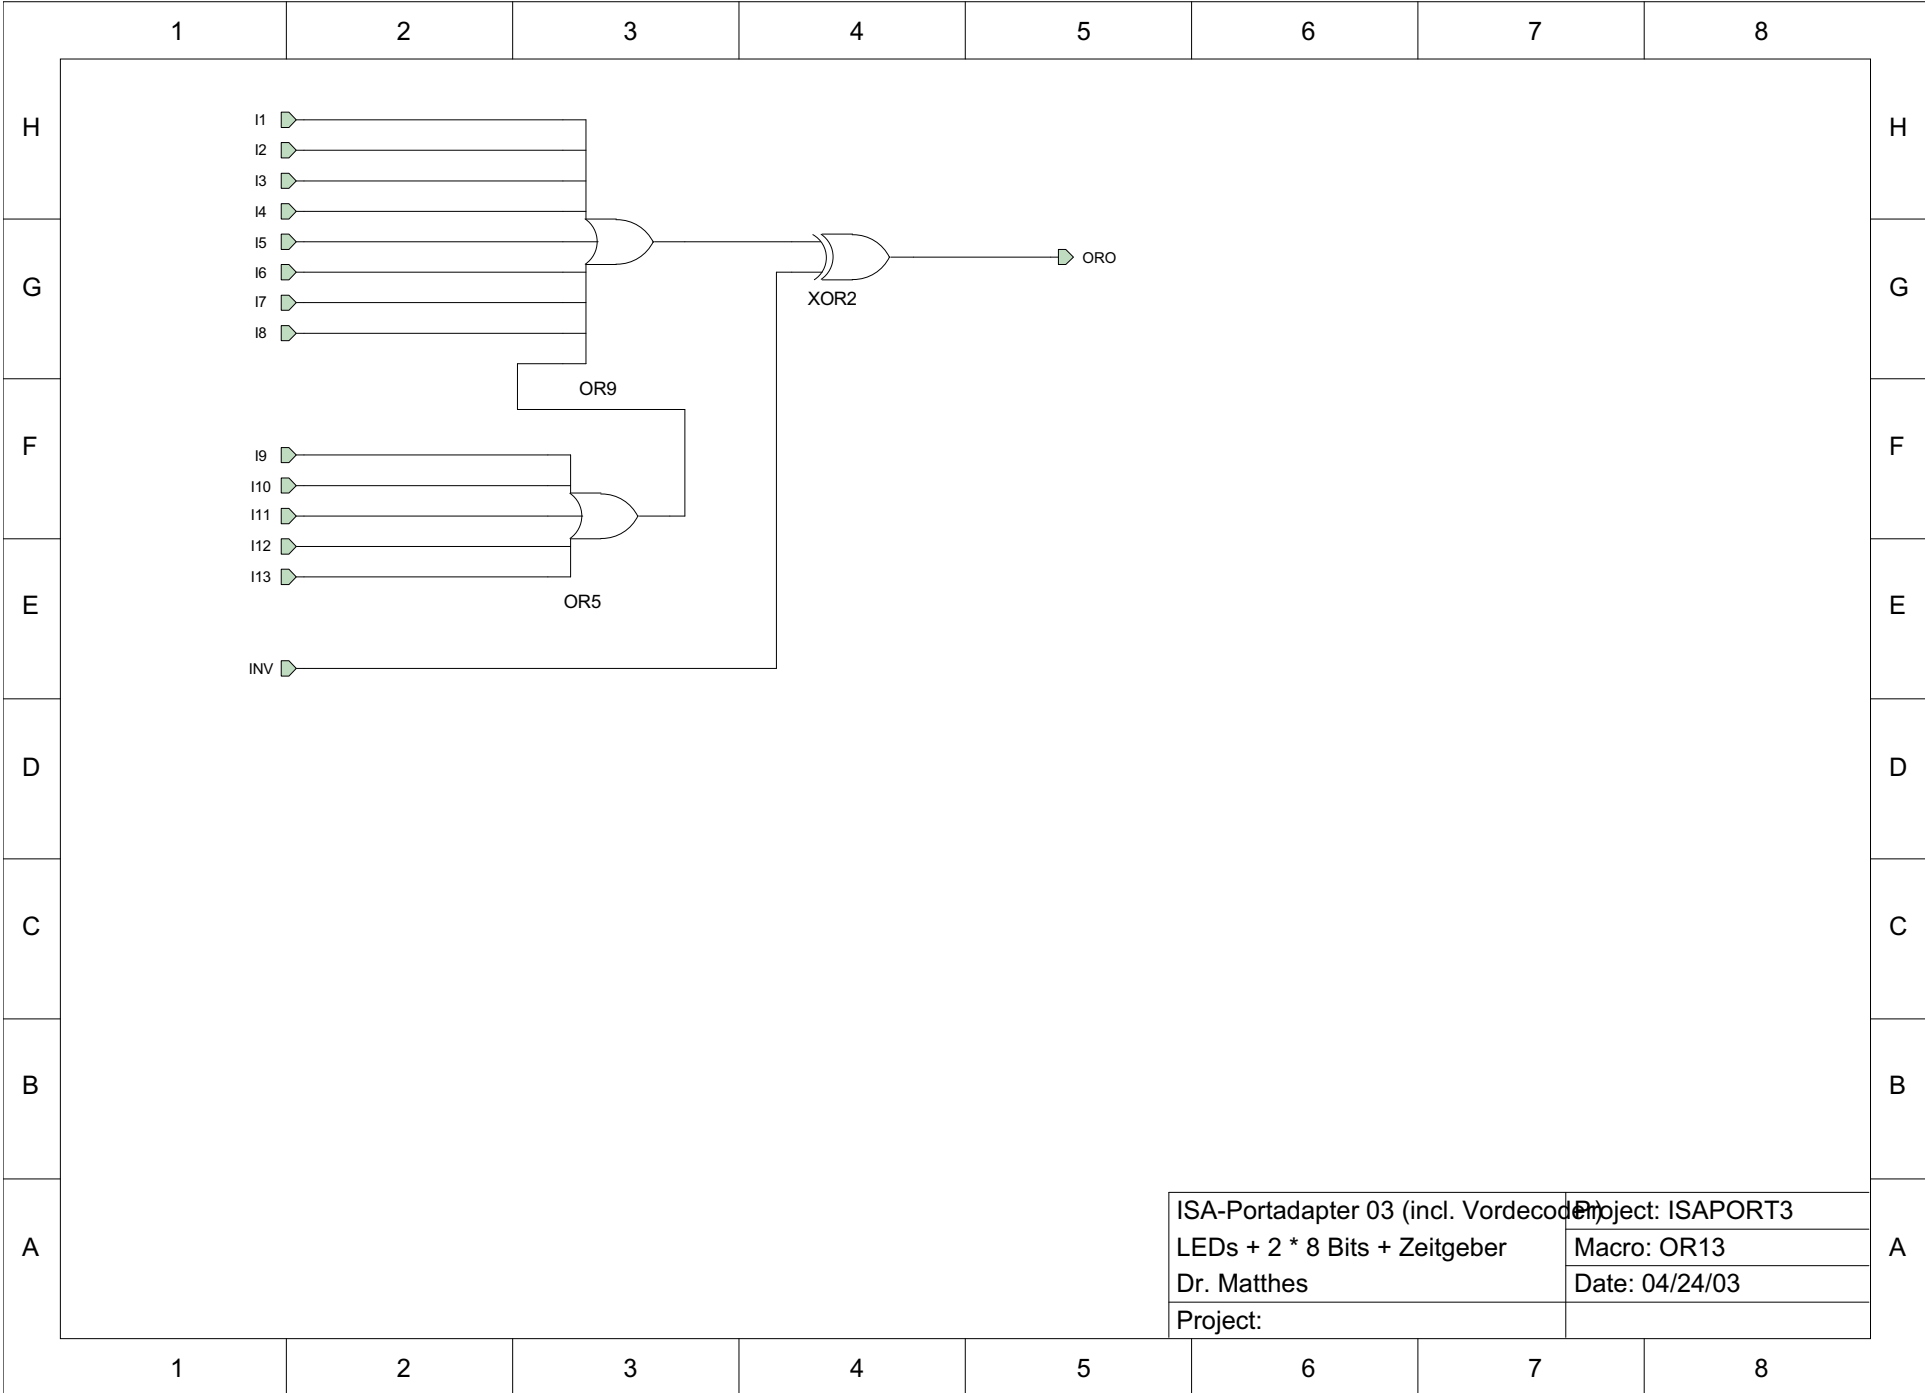 1 2 3 4 5 6 7 8
H H
I1
I2
I3
I4
I5
I6
I7
I8
G G
XOR2
ORO
OR9
F F
I9
I10
I11
I12
I13
OR5
E E
INV
D D
C C
B B
A A
ISA-Portadapter 03 (incl. Vordecoder) Project: ISAPORT3
LEDs + 2 * 8 Bits + Zeitgeber Macro: OR13
Dr. Matthes Date: 04/24/03
Project:
1 2 3 4 5 6 7 8